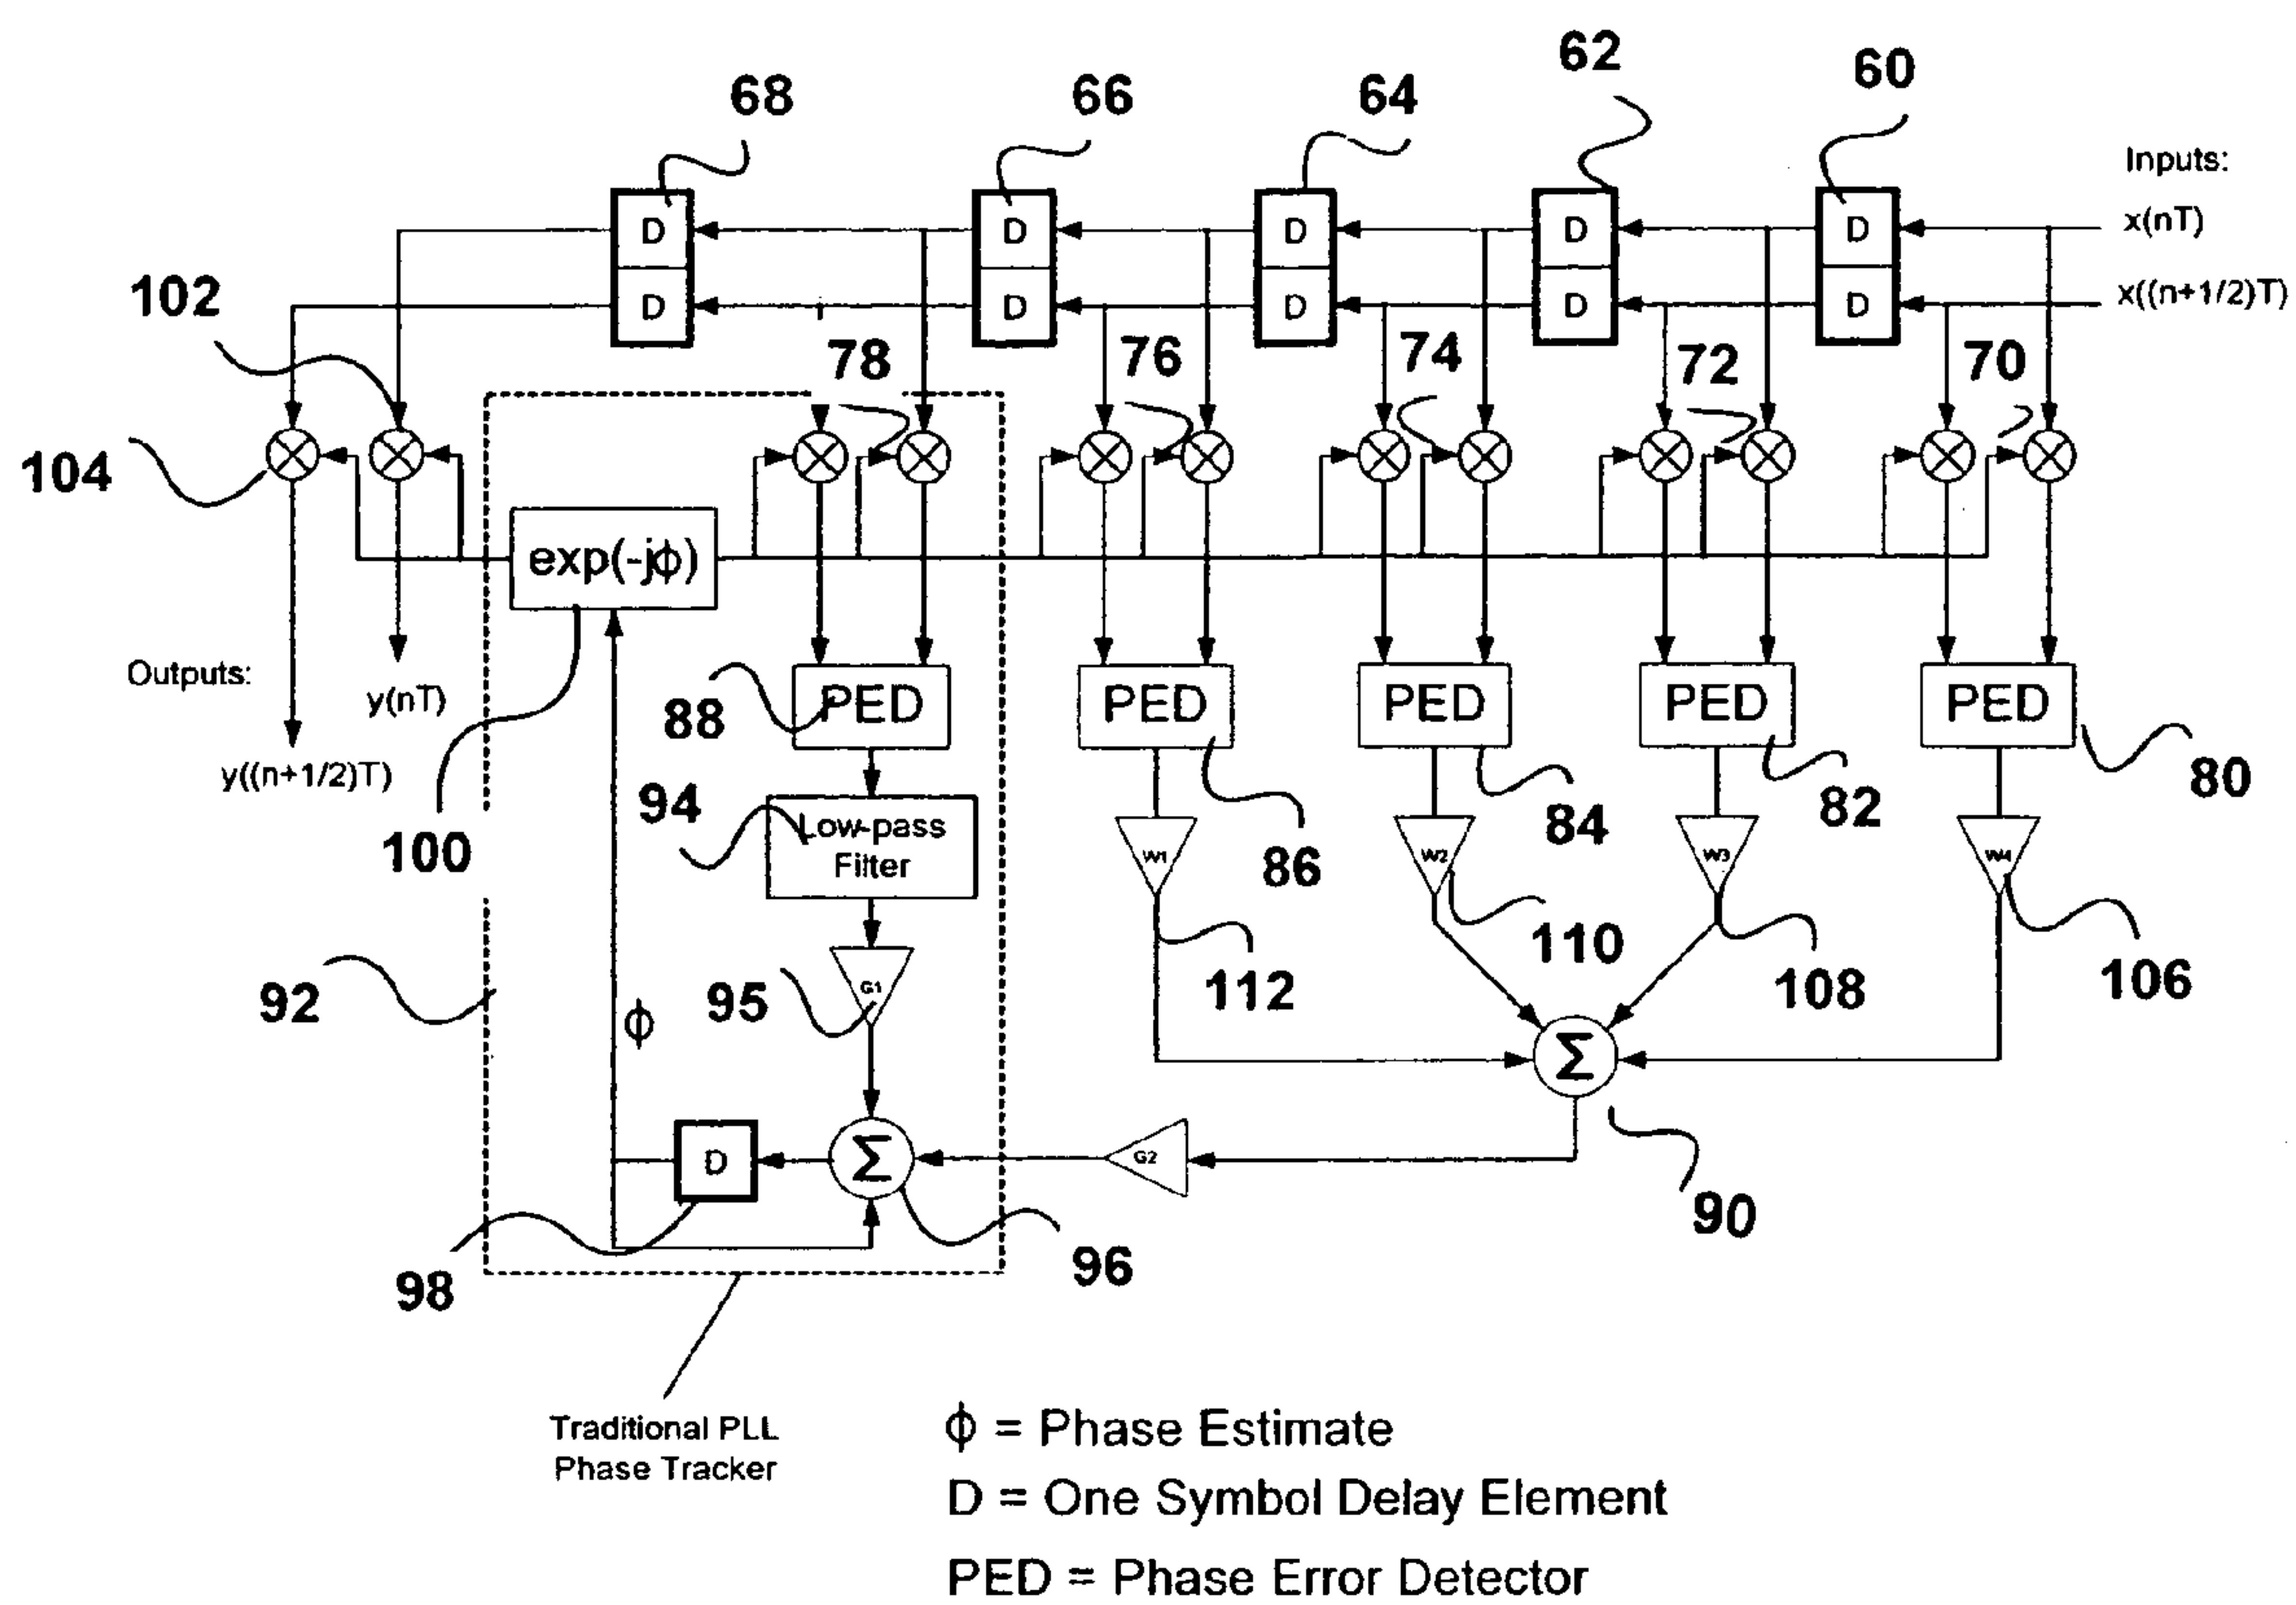 68
66
64
62
60
Inputs:
D
D
D
D
D
x(nT)
D
D
D
D
D
x((n+1/2)T)
102
78
76
74
72
70
104
exp(-jϕ)
Outputs:
y(nT)
88
PED
PED
PED
PED
PED
y((n+1/2)T)
100
94
Low-pass
Filter
W1
86
W2
84
W3
82
W4
80
92
95
G1
112
110
108
106
ϕ
Σ
90
D
Σ
G2
98
96
Traditional PLL
Phase Tracker
ϕ = Phase Estimate
D = One Symbol Delay Element
PED = Phase Error Detector